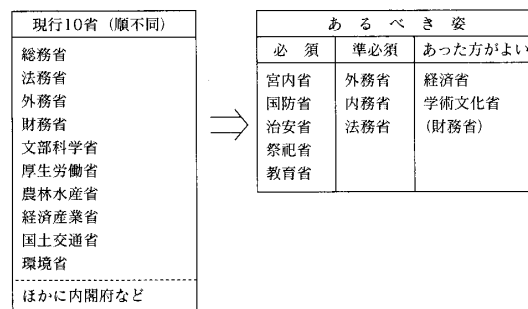 現行10省（順不同）
総務省
法務省
外務省
財務省
文部科学省
厚生労働省
農林水産省
経済産業省
国土交通省
環境省
ほかに内閣府など
あるべき姿
必須 準必須 あった方がよい
宮内省 外務省 経済省
国防省 内務省 学術文化省
治安省 法務省 （財務省）
祭祀省
教育省